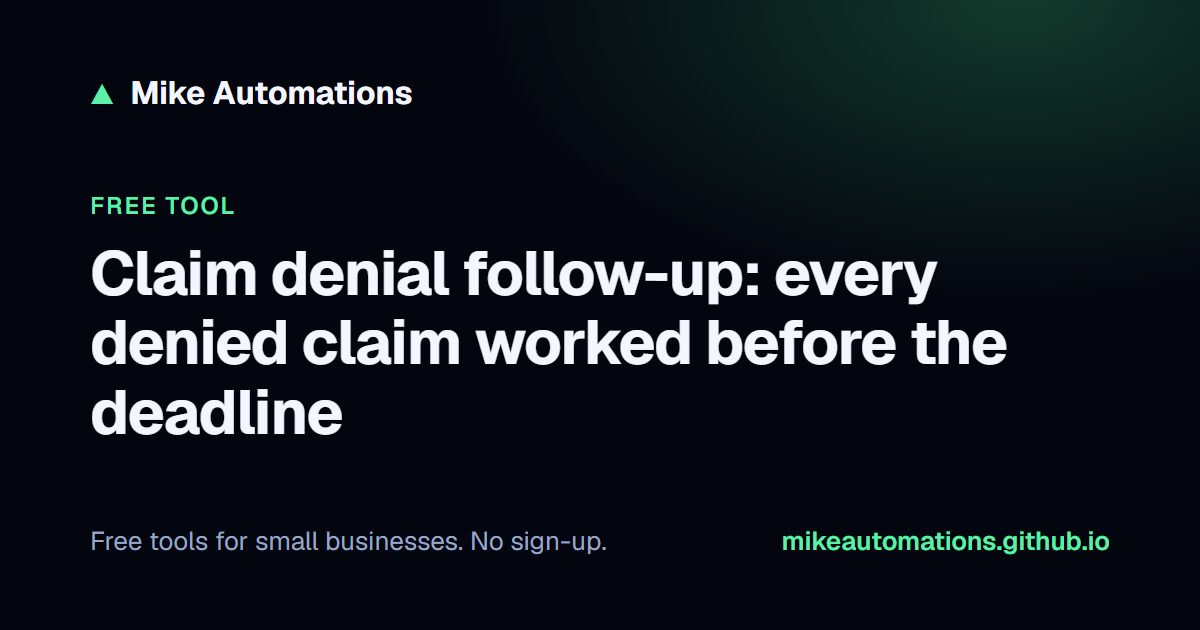 Mike Automations
FREE TOOL
Claim denial follow-up: every
denied claim worked before the
deadline
Free tools for small businesses. No sign-up.
mikeautomations.github.io